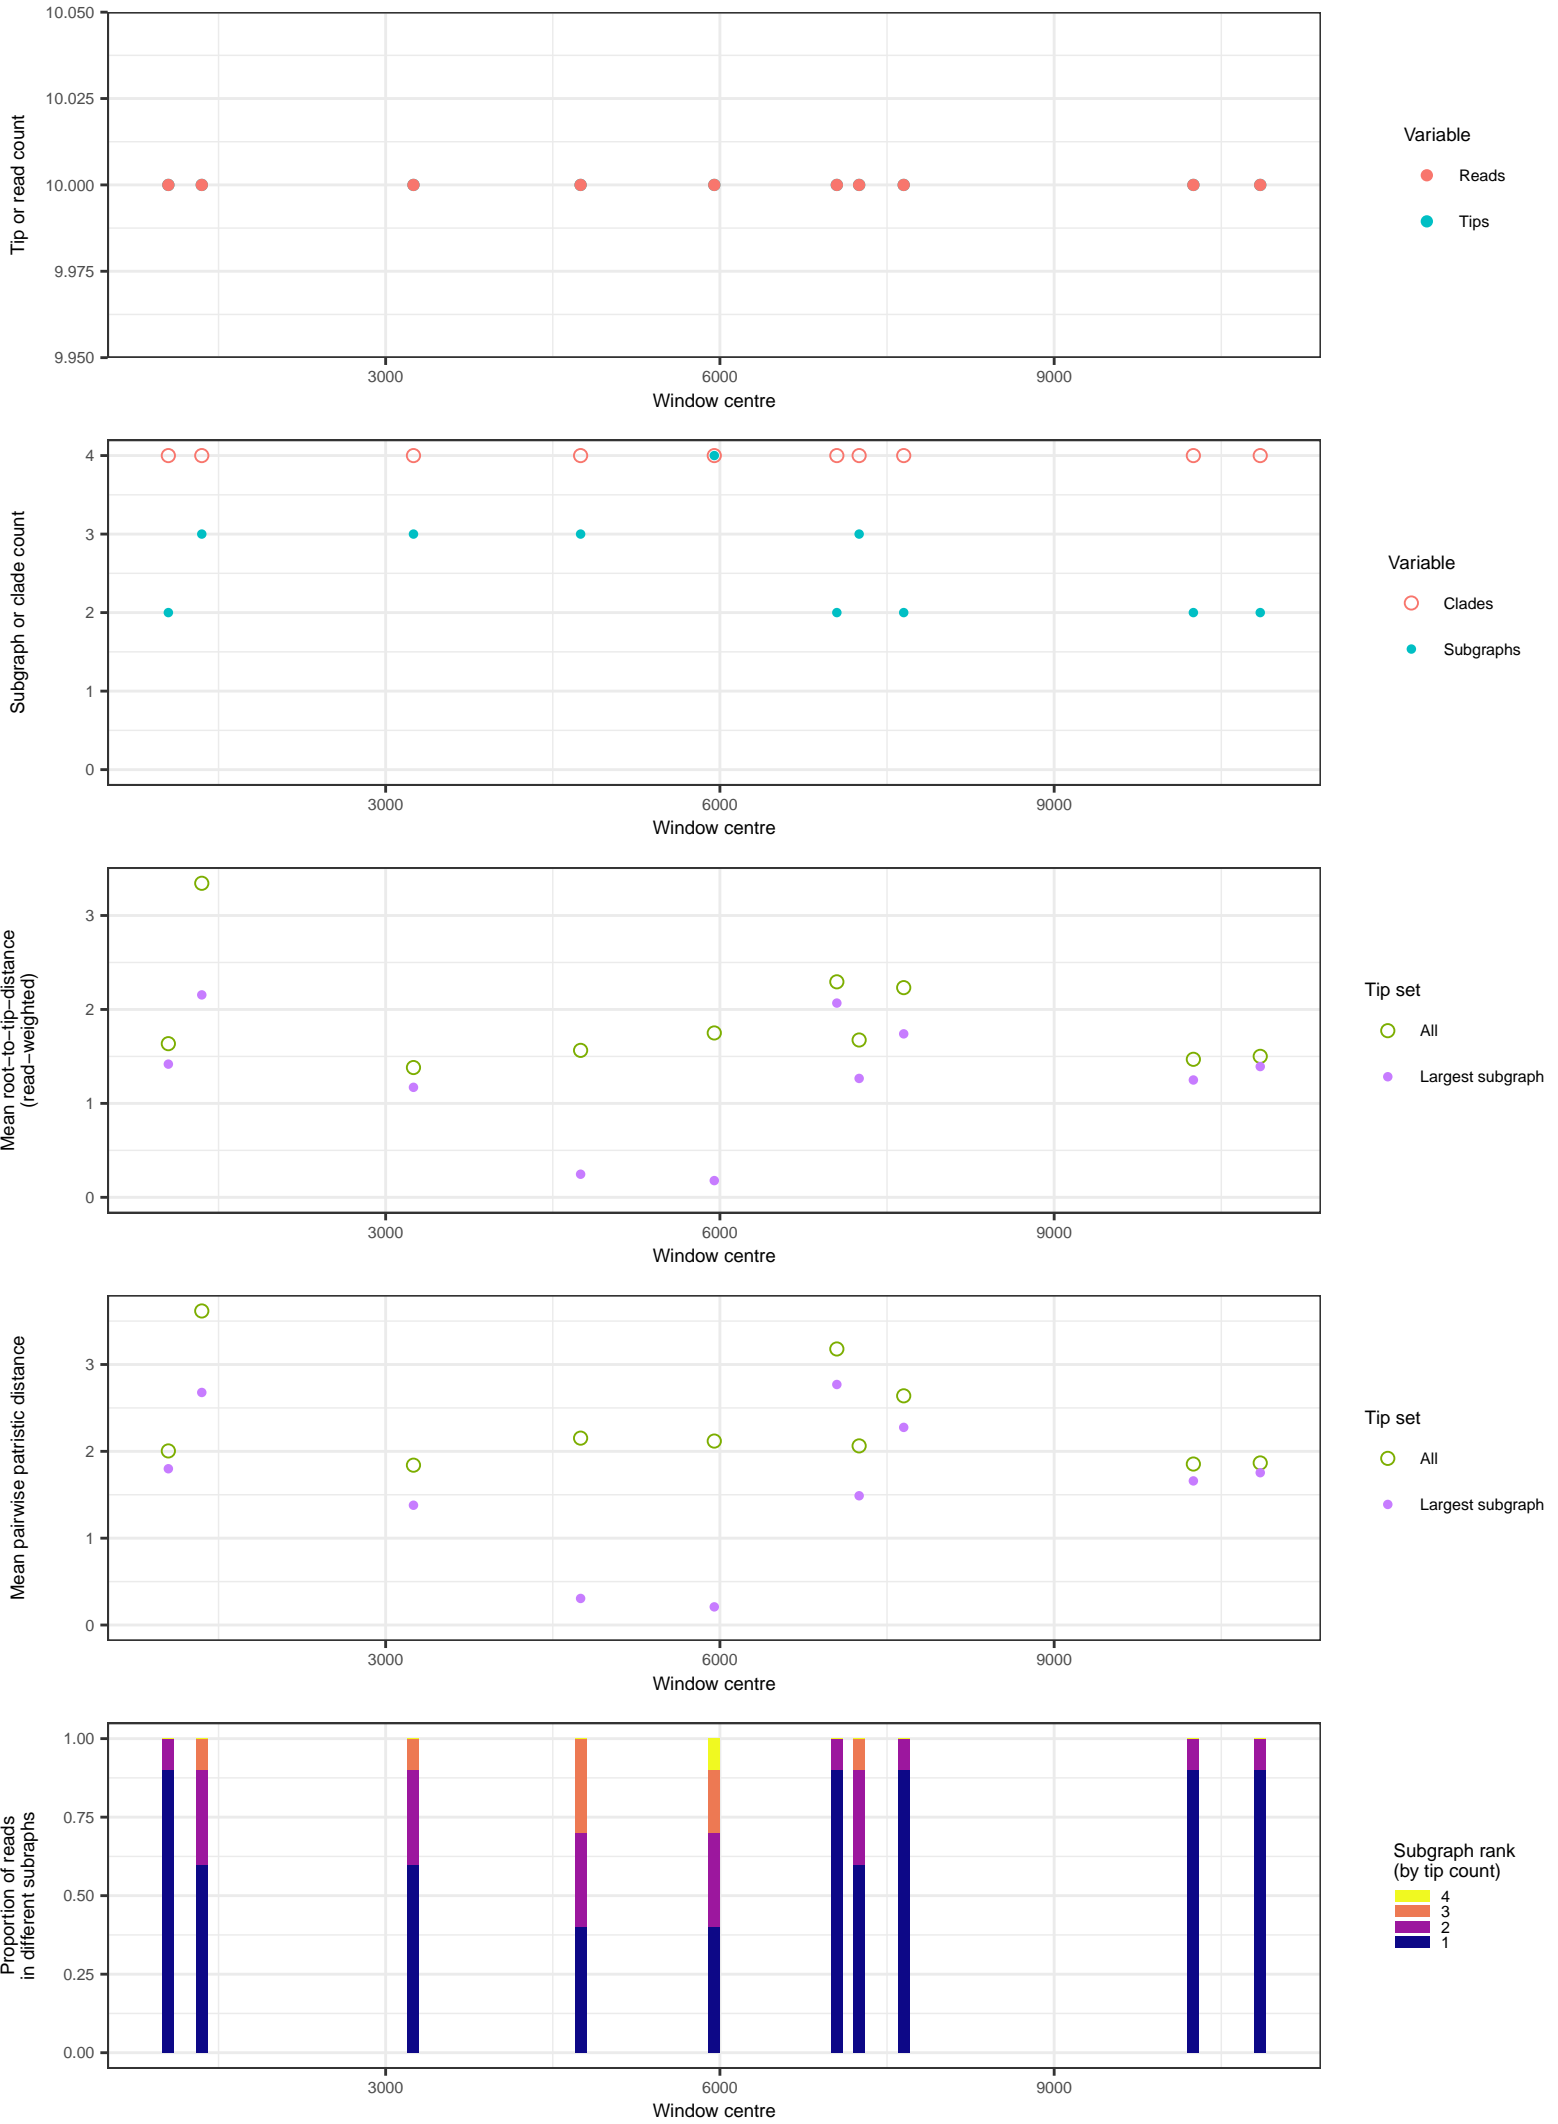 10.050
10.025
10.000
9.975
9.950
Tip or read count
3000 6000 9000
Window centre
Variable
Reads
Tips
4
3
2
1
0
Subgraph or clade count
3000 6000 9000
Window centre
Variable
Clades
Subgraphs
3
2
1
0
Mean root−to−tip−distance
(read−weighted)
3000 6000 9000
Window centre
Tip set
All
Largest subgraph
3
2
1
0
Mean pairwise patristic distance
3000 6000 9000
Window centre
Tip set
All
Largest subgraph
1.00
0.75
0.50
0.25
0.00
Proportion of reads
in different subraphs
3000 6000 9000
Window centre
Subgraph rank
(by tip count)
4
3
2
1